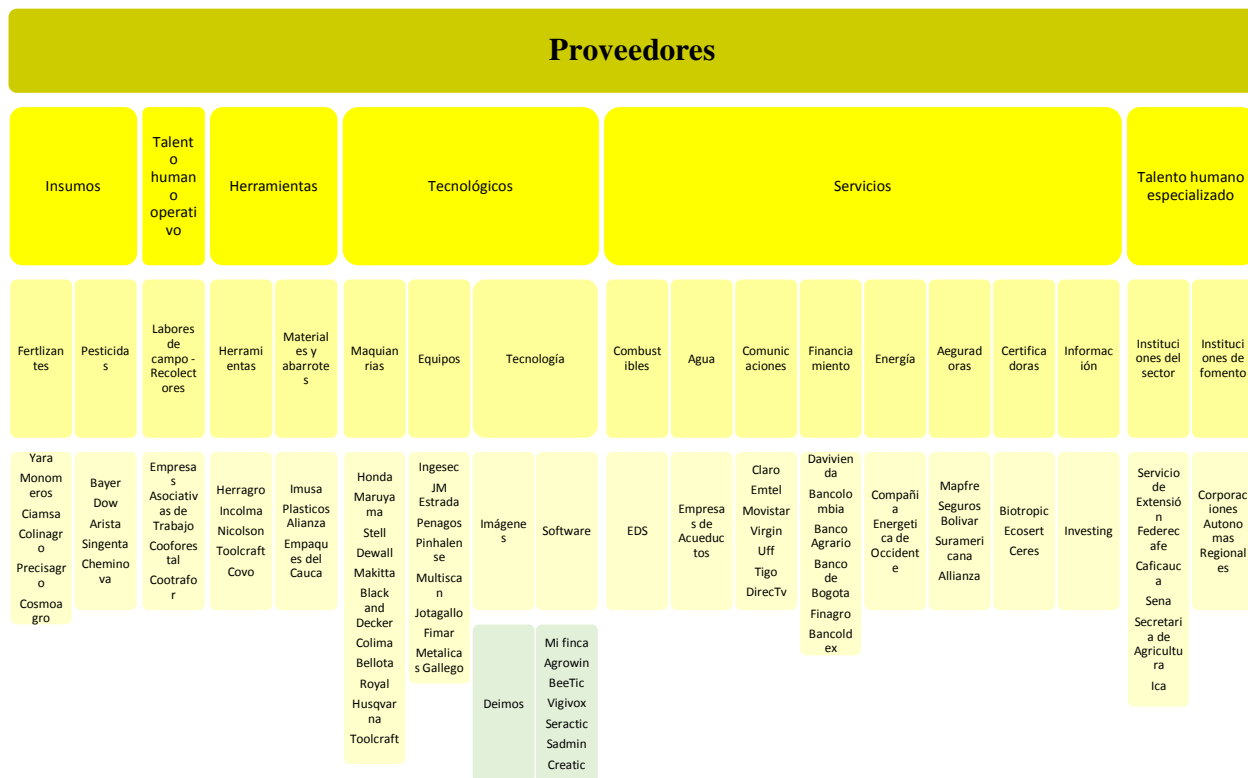 Proveedores
Insumos
Talent
o
human
o
operati
vo
Herramientas
Tecnológicos
Servicios
Talento humano
especializado
Fertlizan
tes
Pesticida
s
Labores
de
campo -
Recolect
ores
Herrami
entas
Material
es y
abarrote
s
Maquian
rias
Equipos
Tecnología
Combust
ibles
Agua
Comunic
aciones
Financia
miento
Energía
Aegurad
oras
Certifica
doras
Informa
ción
Instituci
ones del
sector
Instituci
ones de
fomento
Yara
Monom
eros
Ciamsa
Colinagr
o
Precisagr
o
Cosmoa
gro
Bayer
Dow
Arista
Singenta
Chemino
va
Empresa
s
Asociativ
as de
Trabajo
Cooforest
al
Cootrafo
r
Herragro
Incolma
Nicolson
Toolcraft
Covo
Imusa
Plasticos
Alianza
Empaqu
es del
Cauca
Honda
Maruya
ma
Stell
Dewall
Makitta
Black
and
Decker
Colima
Bellota
Royal
Husqva
rna
Toolcraft
Ingesec
JM
Estrada
Penagos
Pinhalen
se
Multisca
n
Jotagallo
Fimar
Metalica
s Gallego
Imágene
s
Software
Deimos
Mi finca
Agrowin
BeeTic
Vigivox
Seractic
Sadmin
Creatic
EDS
Empresa
s de
Acueduc
tos
Claro
Emtel
Movistar
Virgin
Uff
Tigo
DirecTv
Davivien
da
Bancolo
mbia
Banco
Agrario
Banco
de
Bogota
Finagro
Bancold
ex
Compañi
a
Energeti
ca de
Occident
e
Mapfre
Seguros
Bolivar
Surameri
cana
Allianza
Biotropic
Ecosert
Ceres
Investing
Servicio
de
Extensió
n
Federec
afe
Caficauc
a
Sena
Secretari
a de
Agricultu
ra
Ica
Corporac
iones
Autono
mas
Regional
es